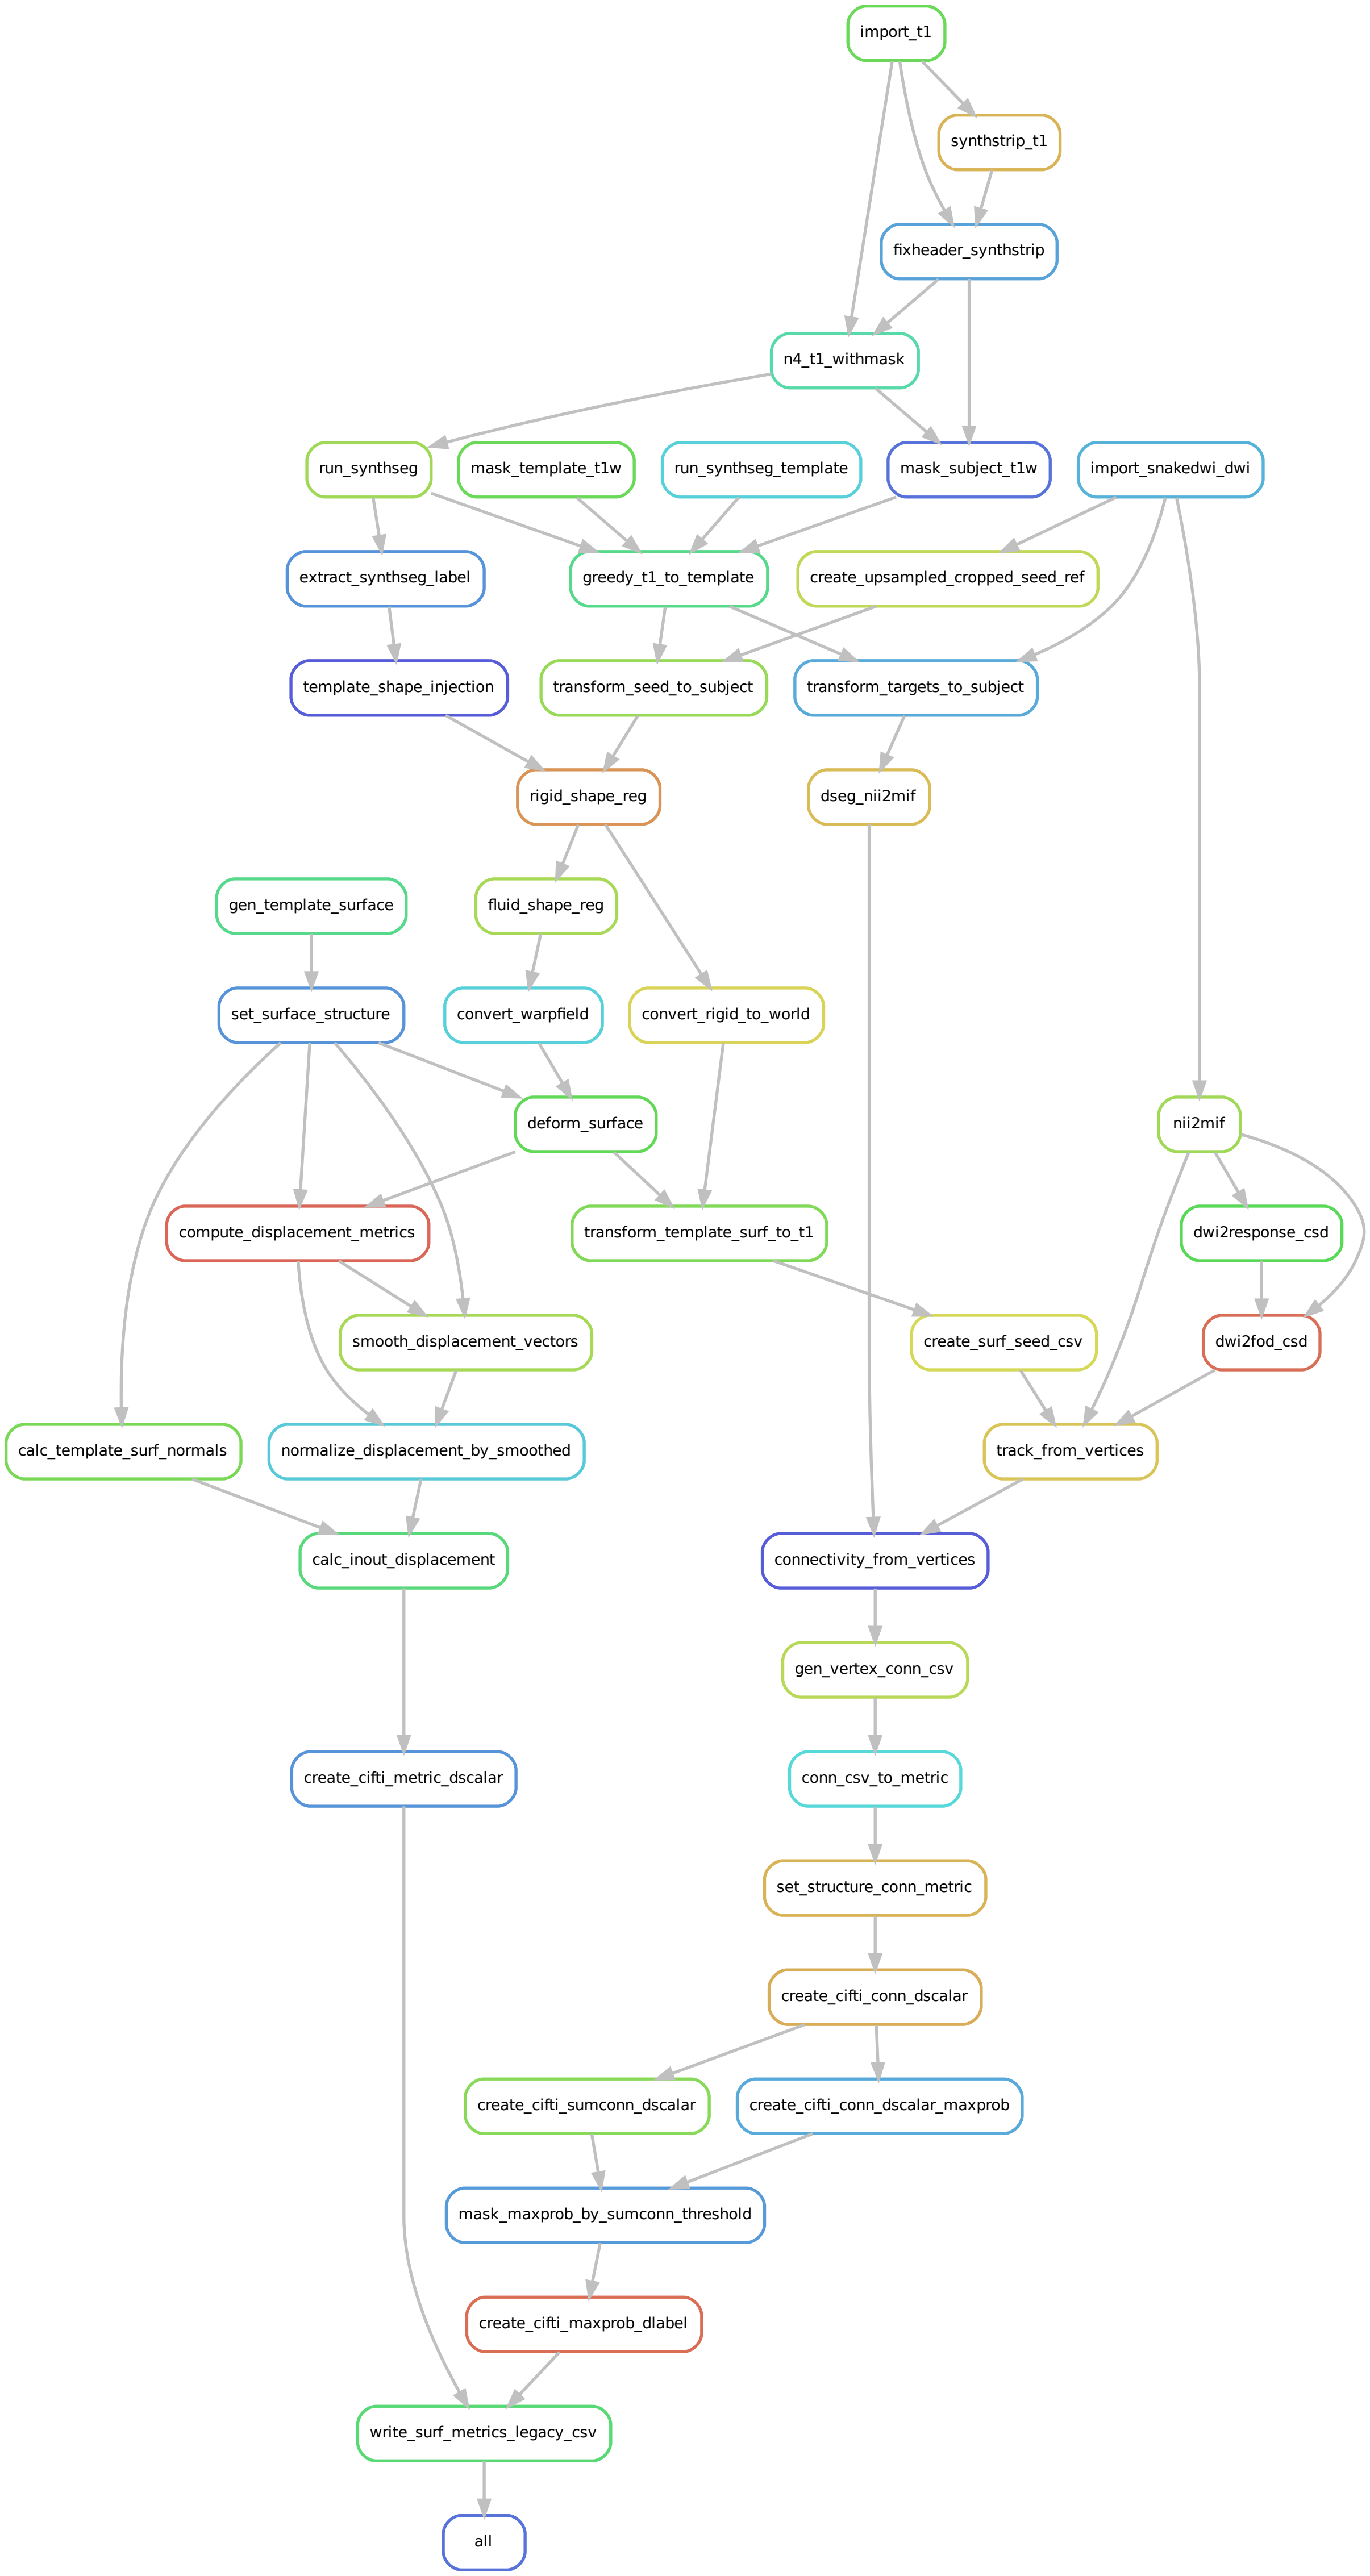 import_t1
synthstrip_t1
fixheader_synthstrip
n4_t1_withmask
run_synthseg
mask_template_t1w
run_synthseg_template
mask_subject_t1w
import_snakedwi_dwi
extract_synthseg_label
greedy_t1_to_template
create_upsampled_cropped_seed_ref
template_shape_injection
transform_seed_to_subject
transform_targets_to_subject
rigid_shape_reg
dseg_nii2mif
gen_template_surface
fluid_shape_reg
set_surface_structure
convert_warpfield
convert_rigid_to_world
deform_surface
nii2mif
compute_displacement_metrics
transform_template_surf_to_t1
dwi2response_csd
smooth_displacement_vectors
create_surf_seed_csv
dwi2fod_csd
calc_template_surf_normals
normalize_displacement_by_smoothed
track_from_vertices
calc_inout_displacement
connectivity_from_vertices
gen_vertex_conn_csv
create_cifti_metric_dscalar
conn_csv_to_metric
set_structure_conn_metric
create_cifti_conn_dscalar
create_cifti_sumconn_dscalar
create_cifti_conn_dscalar_maxprob
mask_maxprob_by_sumconn_threshold
create_cifti_maxprob_dlabel
write_surf_metrics_legacy_csv
all